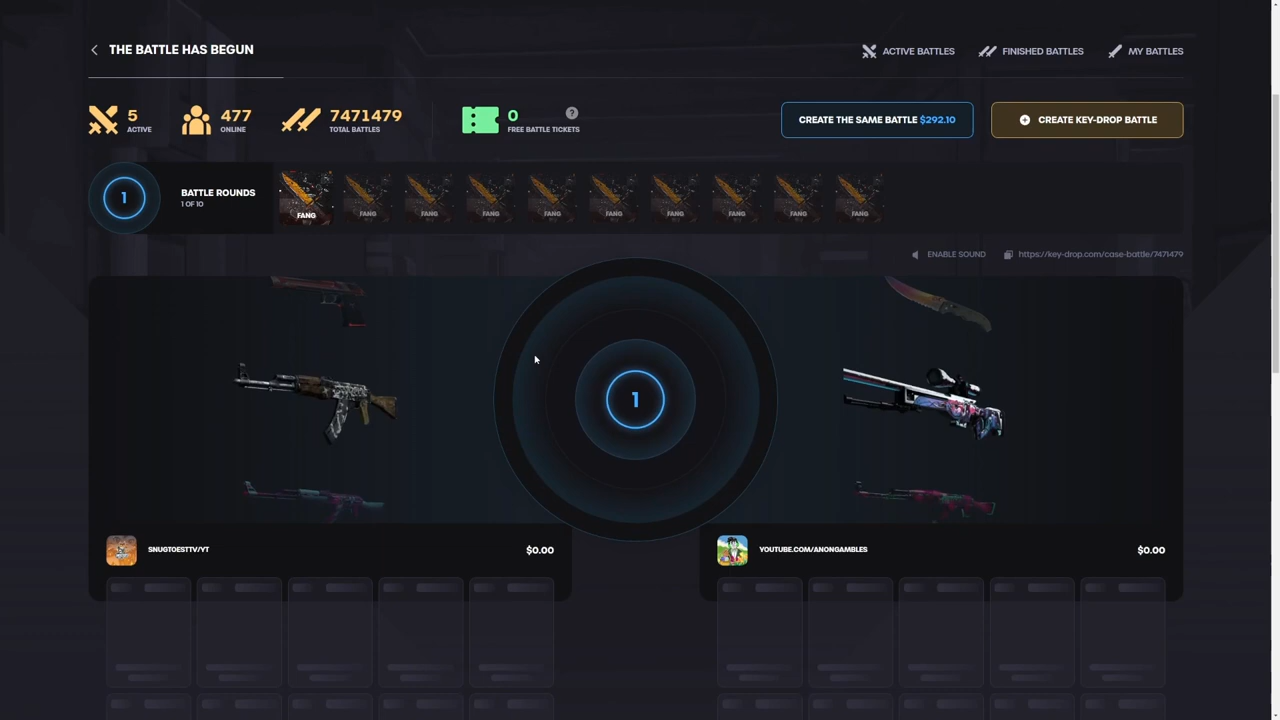 THE BATTLE HAS BEGUN
ACTIVE BATTLES
FINISHED BATTLES
MY BATTLES
5
ACTIVE
477
ONLINE
7471479
TOTAL BATTLES
0
?
FREE BATTLE TICKETS
CREATE THE SAME BATTLE $292.10
CREATE KEY-DROP BATTLE
1
BATTLE ROUNDS
1 OF 10
FANG
FANG
FANG
FANG
FANG
FANG
FANG
FANG
FANG
FANG
ENABLE SOUND
https://key-drop.com/case-battle/7471479
1
SNUGTOESTTV/YT
$0.00
YOUTUBE.COM/ANONGAMBLES
$0.00